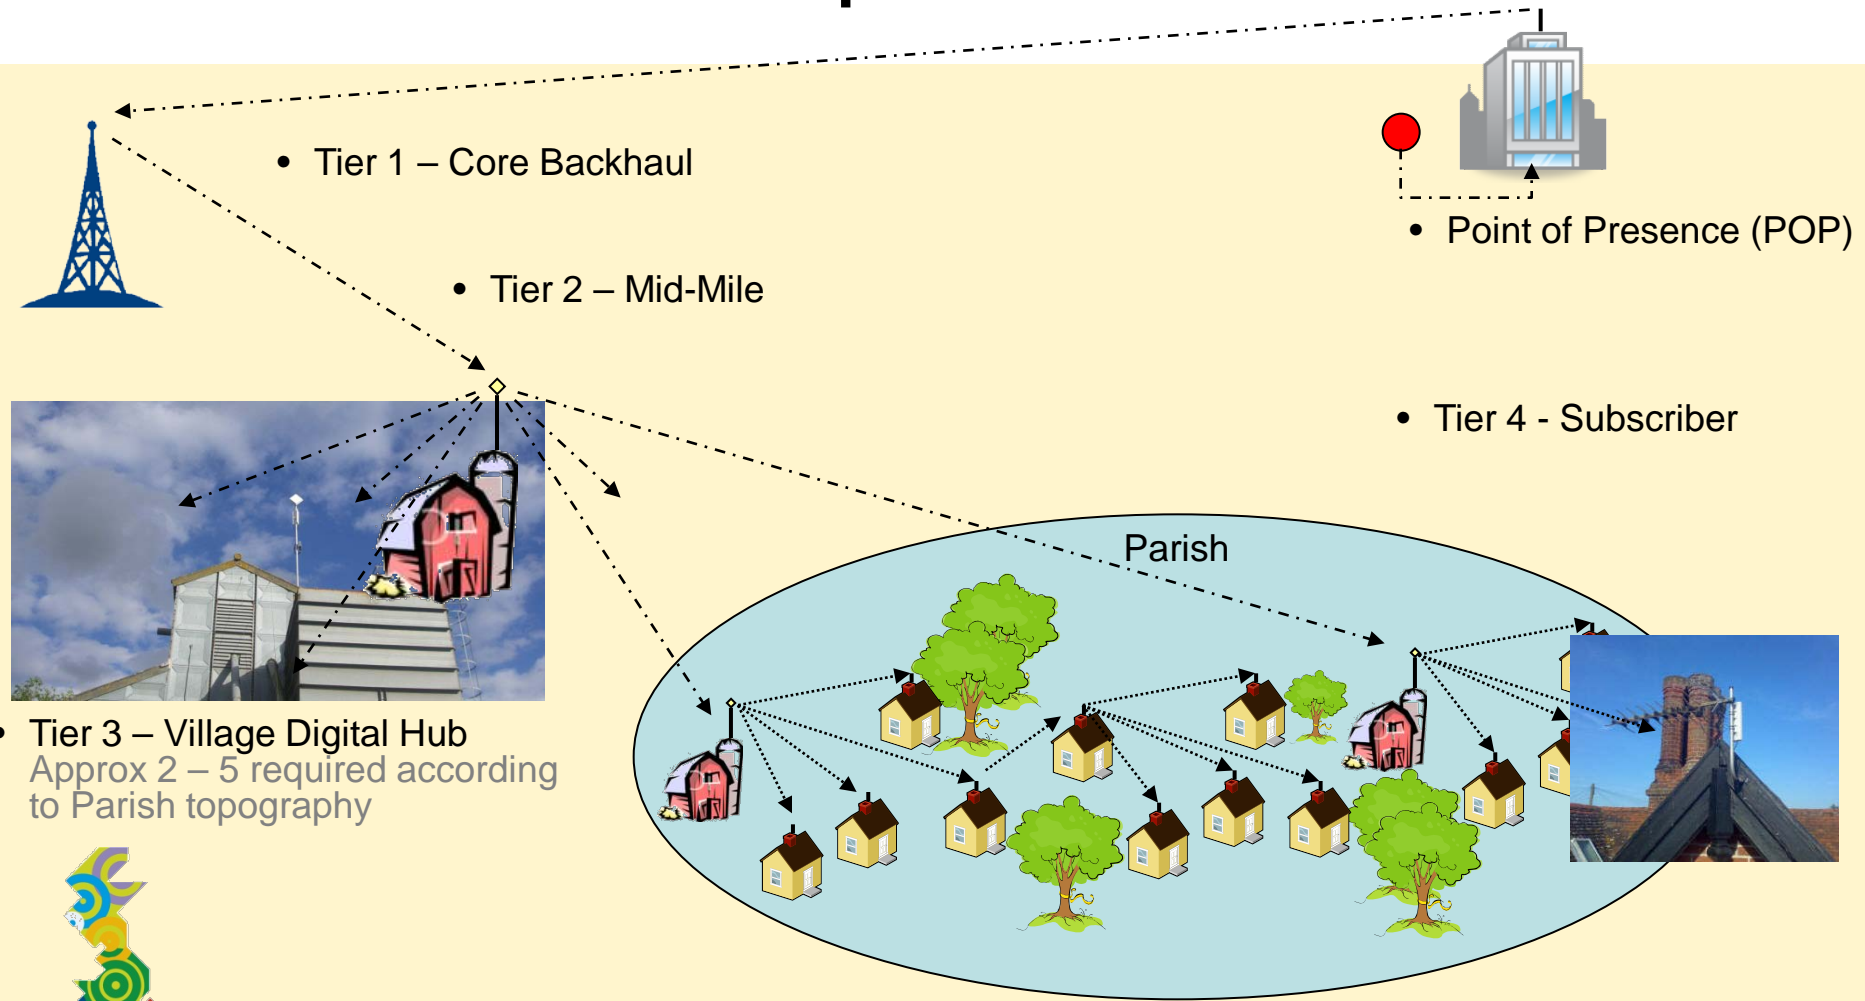 • Tier 1 – Core Backhaul
• Point of Presence (POP)
• Tier 2 – Mid-Mile
• Tier 4 - Subscriber
Parish
• Tier 3 – Village Digital Hub
Approx 2 – 5 required according
to Parish topography